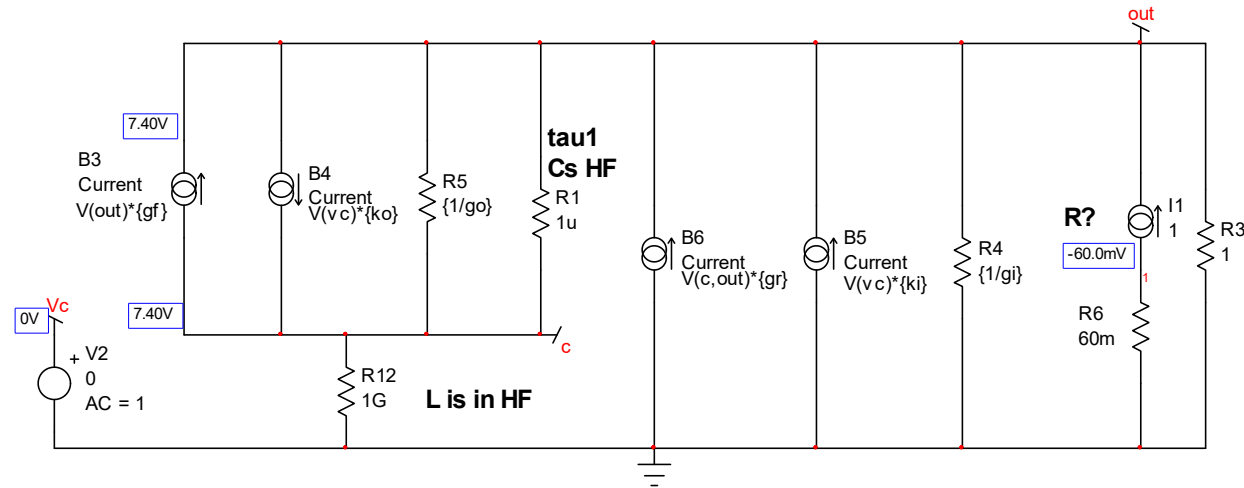 out
7.40V
B3
Current
V(out)*{gf}
B4
Current
V(vc)*{ko}
R5
{1/go}
tau1
Cs HF
R1
1u
B6
Current
V(c,out)*{gr}
B5
Current
V(vc)*{ki}
R4
{1/gi}
R?
-60.0mV
I1
1
R3
1
1
R6
60m
0V
Vc
7.40V
c
+
V2
0
AC = 1
R12
1G
L is in HF